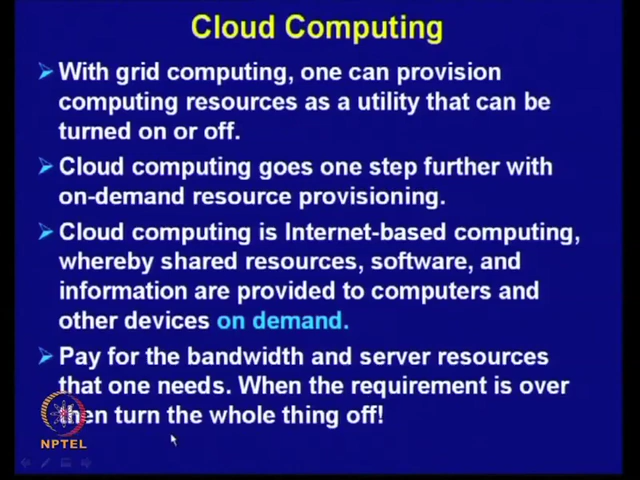 Cloud Computing
With grid computing, one can provision
computing resources as a utility that can be
turned on or off.
Cloud computing goes one step further with
on-demand resource provisioning.
Cloud computing is Internet-based computing,
whereby shared resources, software, and
information are provided to computers and
other devices on demand.
Pay for the bandwidth and server resources
that one needs. When the requirement is over
then turn the whole thing off!
NPTEL